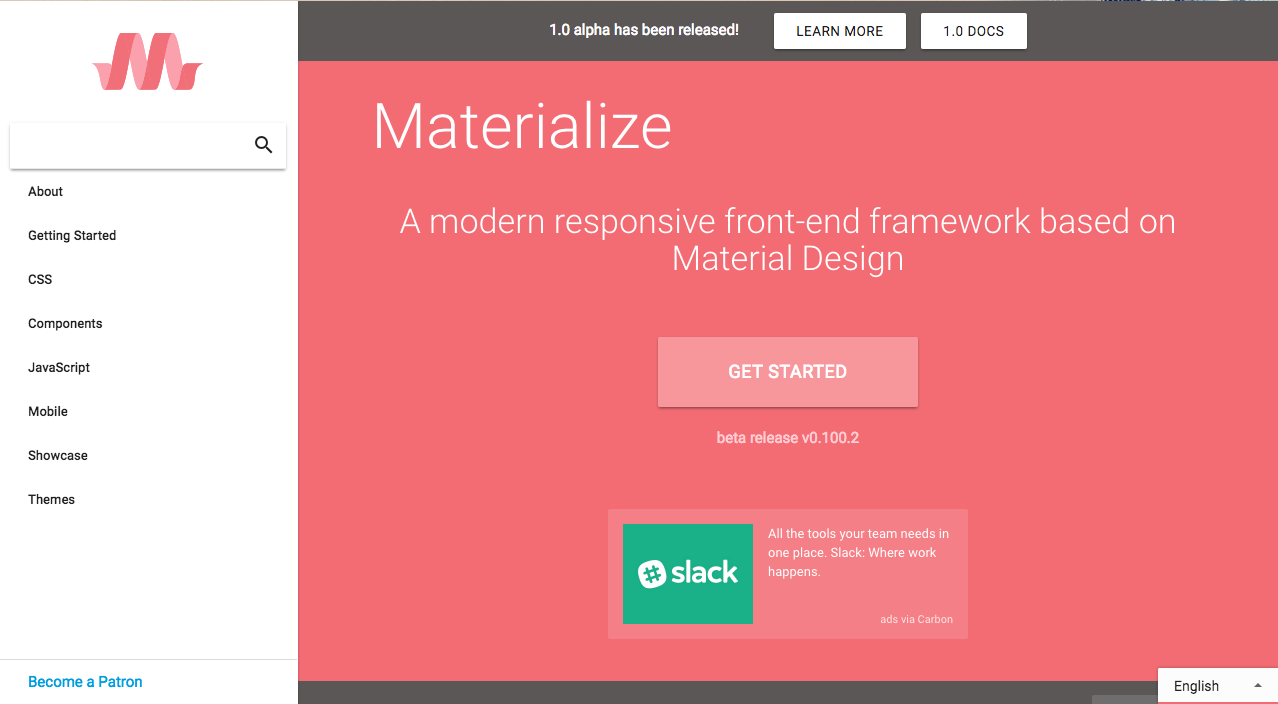 1.0 alpha has been released!
LEARN MORE
1.0 DOCS
About
Getting Started
CSS
Components
JavaScript
Mobile
Showcase
Themes
Become a Patron
Materialize
A modern responsive front-end framework based on
Material Design
GET STARTED
beta release v0.100.2
slack
All the tools your team needs in
one place. Slack: Where work
happens.
ads via Carbon
English